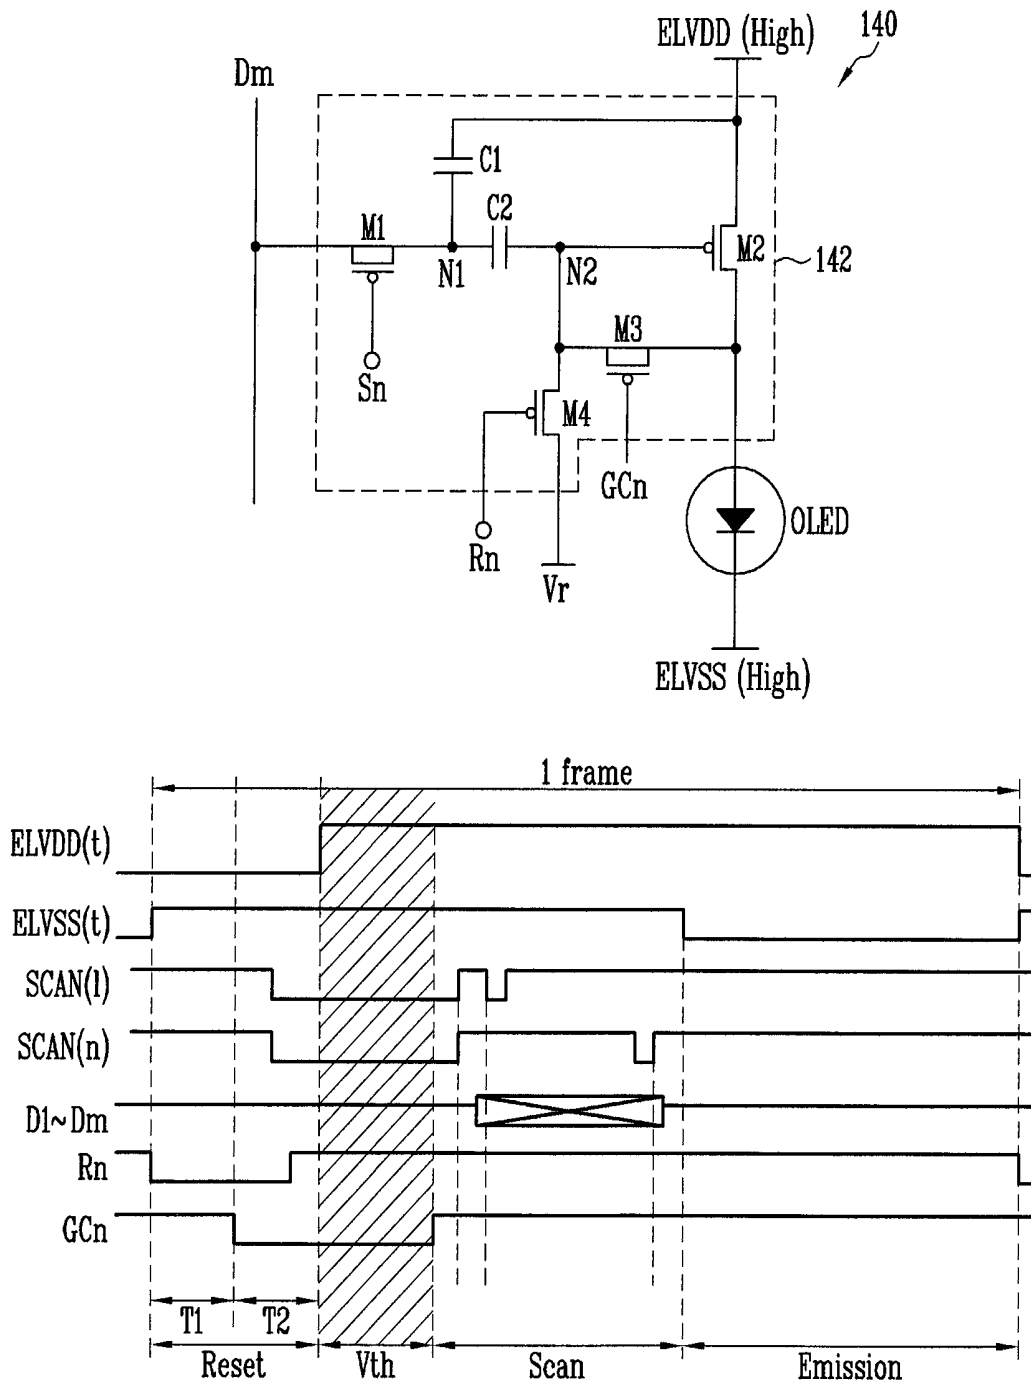 ELVDD (High)
140
Dm
C1
C2
M1
M2
N1
N2
142
M3
Sn
M4
GCn
OLED
Rn
Vr
ELVSS (High)
1 frame
ELVDD(t)
ELVSS(t)
SCAN(1)
SCAN(n)
D1~Dm
Rn
GCn
T1
T2
Reset
Vth
Scan
Emission